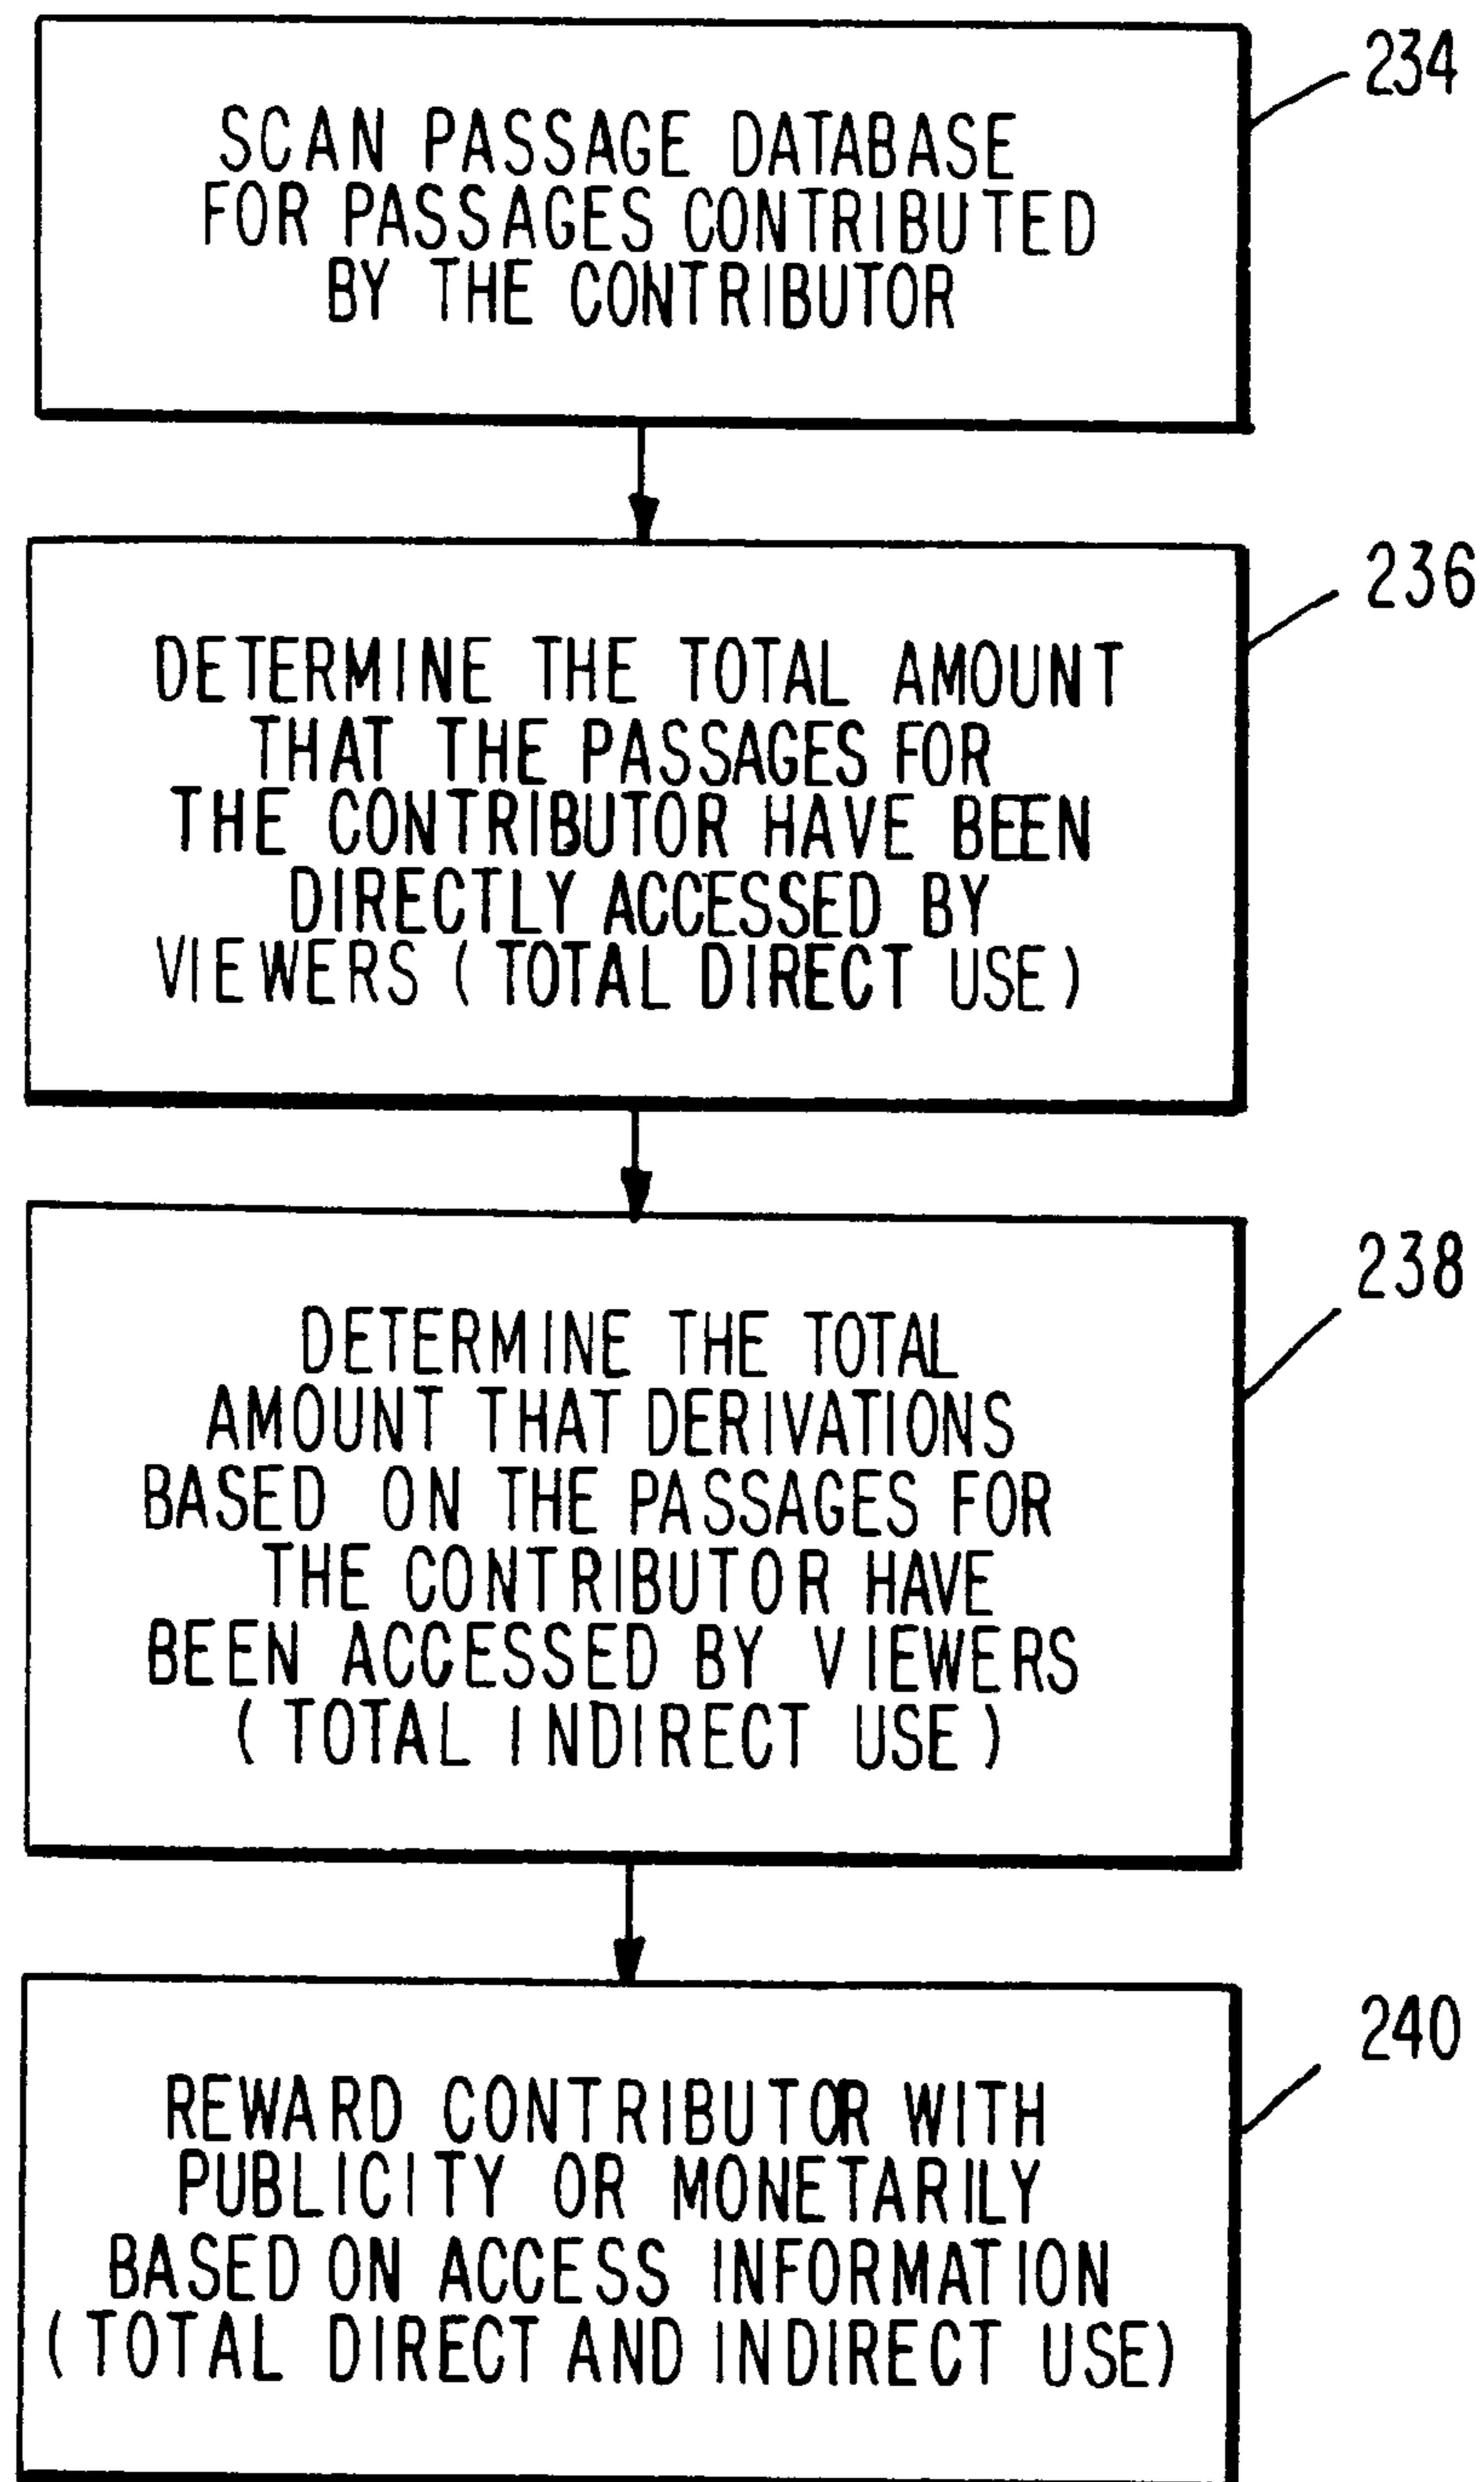 234
SCAN PASSAGE DATABASE
FOR PASSAGES CONTRIBUTED
BY THE CONTRIBUTOR
236
DETERMINE THE TOTAL AMOUNT
THAT THE PASSAGES FOR
THE CONTRIBUTOR HAVE BEEN
DIRECTLY ACCESSED BY
VIEWERS (TOTAL DIRECT USE)
238
DETERMINE THE TOTAL
AMOUNT THAT DERIVATIONS
BASED ON THE PASSAGES FOR
THE CONTRIBUTOR HAVE
BEEN ACCESSED BY VIEWERS
(TOTAL INDIRECT USE)
240
REWARD CONTRIBUTOR WITH
PUBLICITY OR MONETARILY
BASED ON ACCESS INFORMATION
(TOTAL DIRECT AND INDIRECT USE)